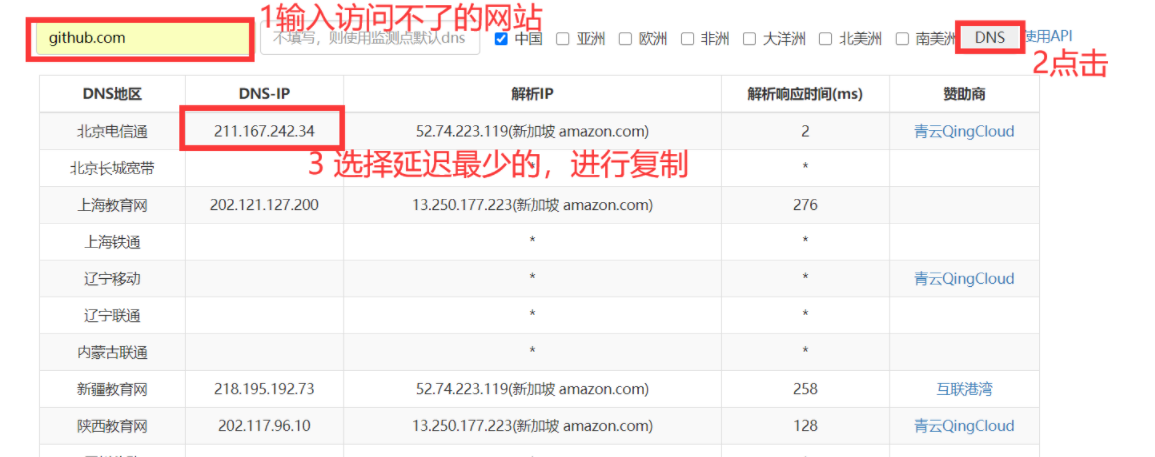 1输入访问不了的网站
github.com 不填写，则使用监测点默认dns 中国 亚洲 欧洲 非洲 大洋洲 北美洲 南美洲 DNS 使用API
2点击
DNS地区 DNS-IP 解析IP 解析响应时间(ms) 赞助商
北京电信通 211.167.242.34 52.74.223.119(新加坡 amazon.com) 2 青云QingCloud
3 选择延迟最少的，进行复制
北京长城宽带 * *
上海教育网 202.121.127.200 13.250.177.223(新加坡 amazon.com) 276
上海铁通 * *
辽宁移动 * * 青云QingCloud
辽宁联通 * *
内蒙古联通 * *
新疆教育网 218.195.192.73 52.74.223.119(新加坡 amazon.com) 258 互联港湾
陕西教育网 202.117.96.10 13.250.177.223(新加坡 amazon.com) 128 青云QingCloud